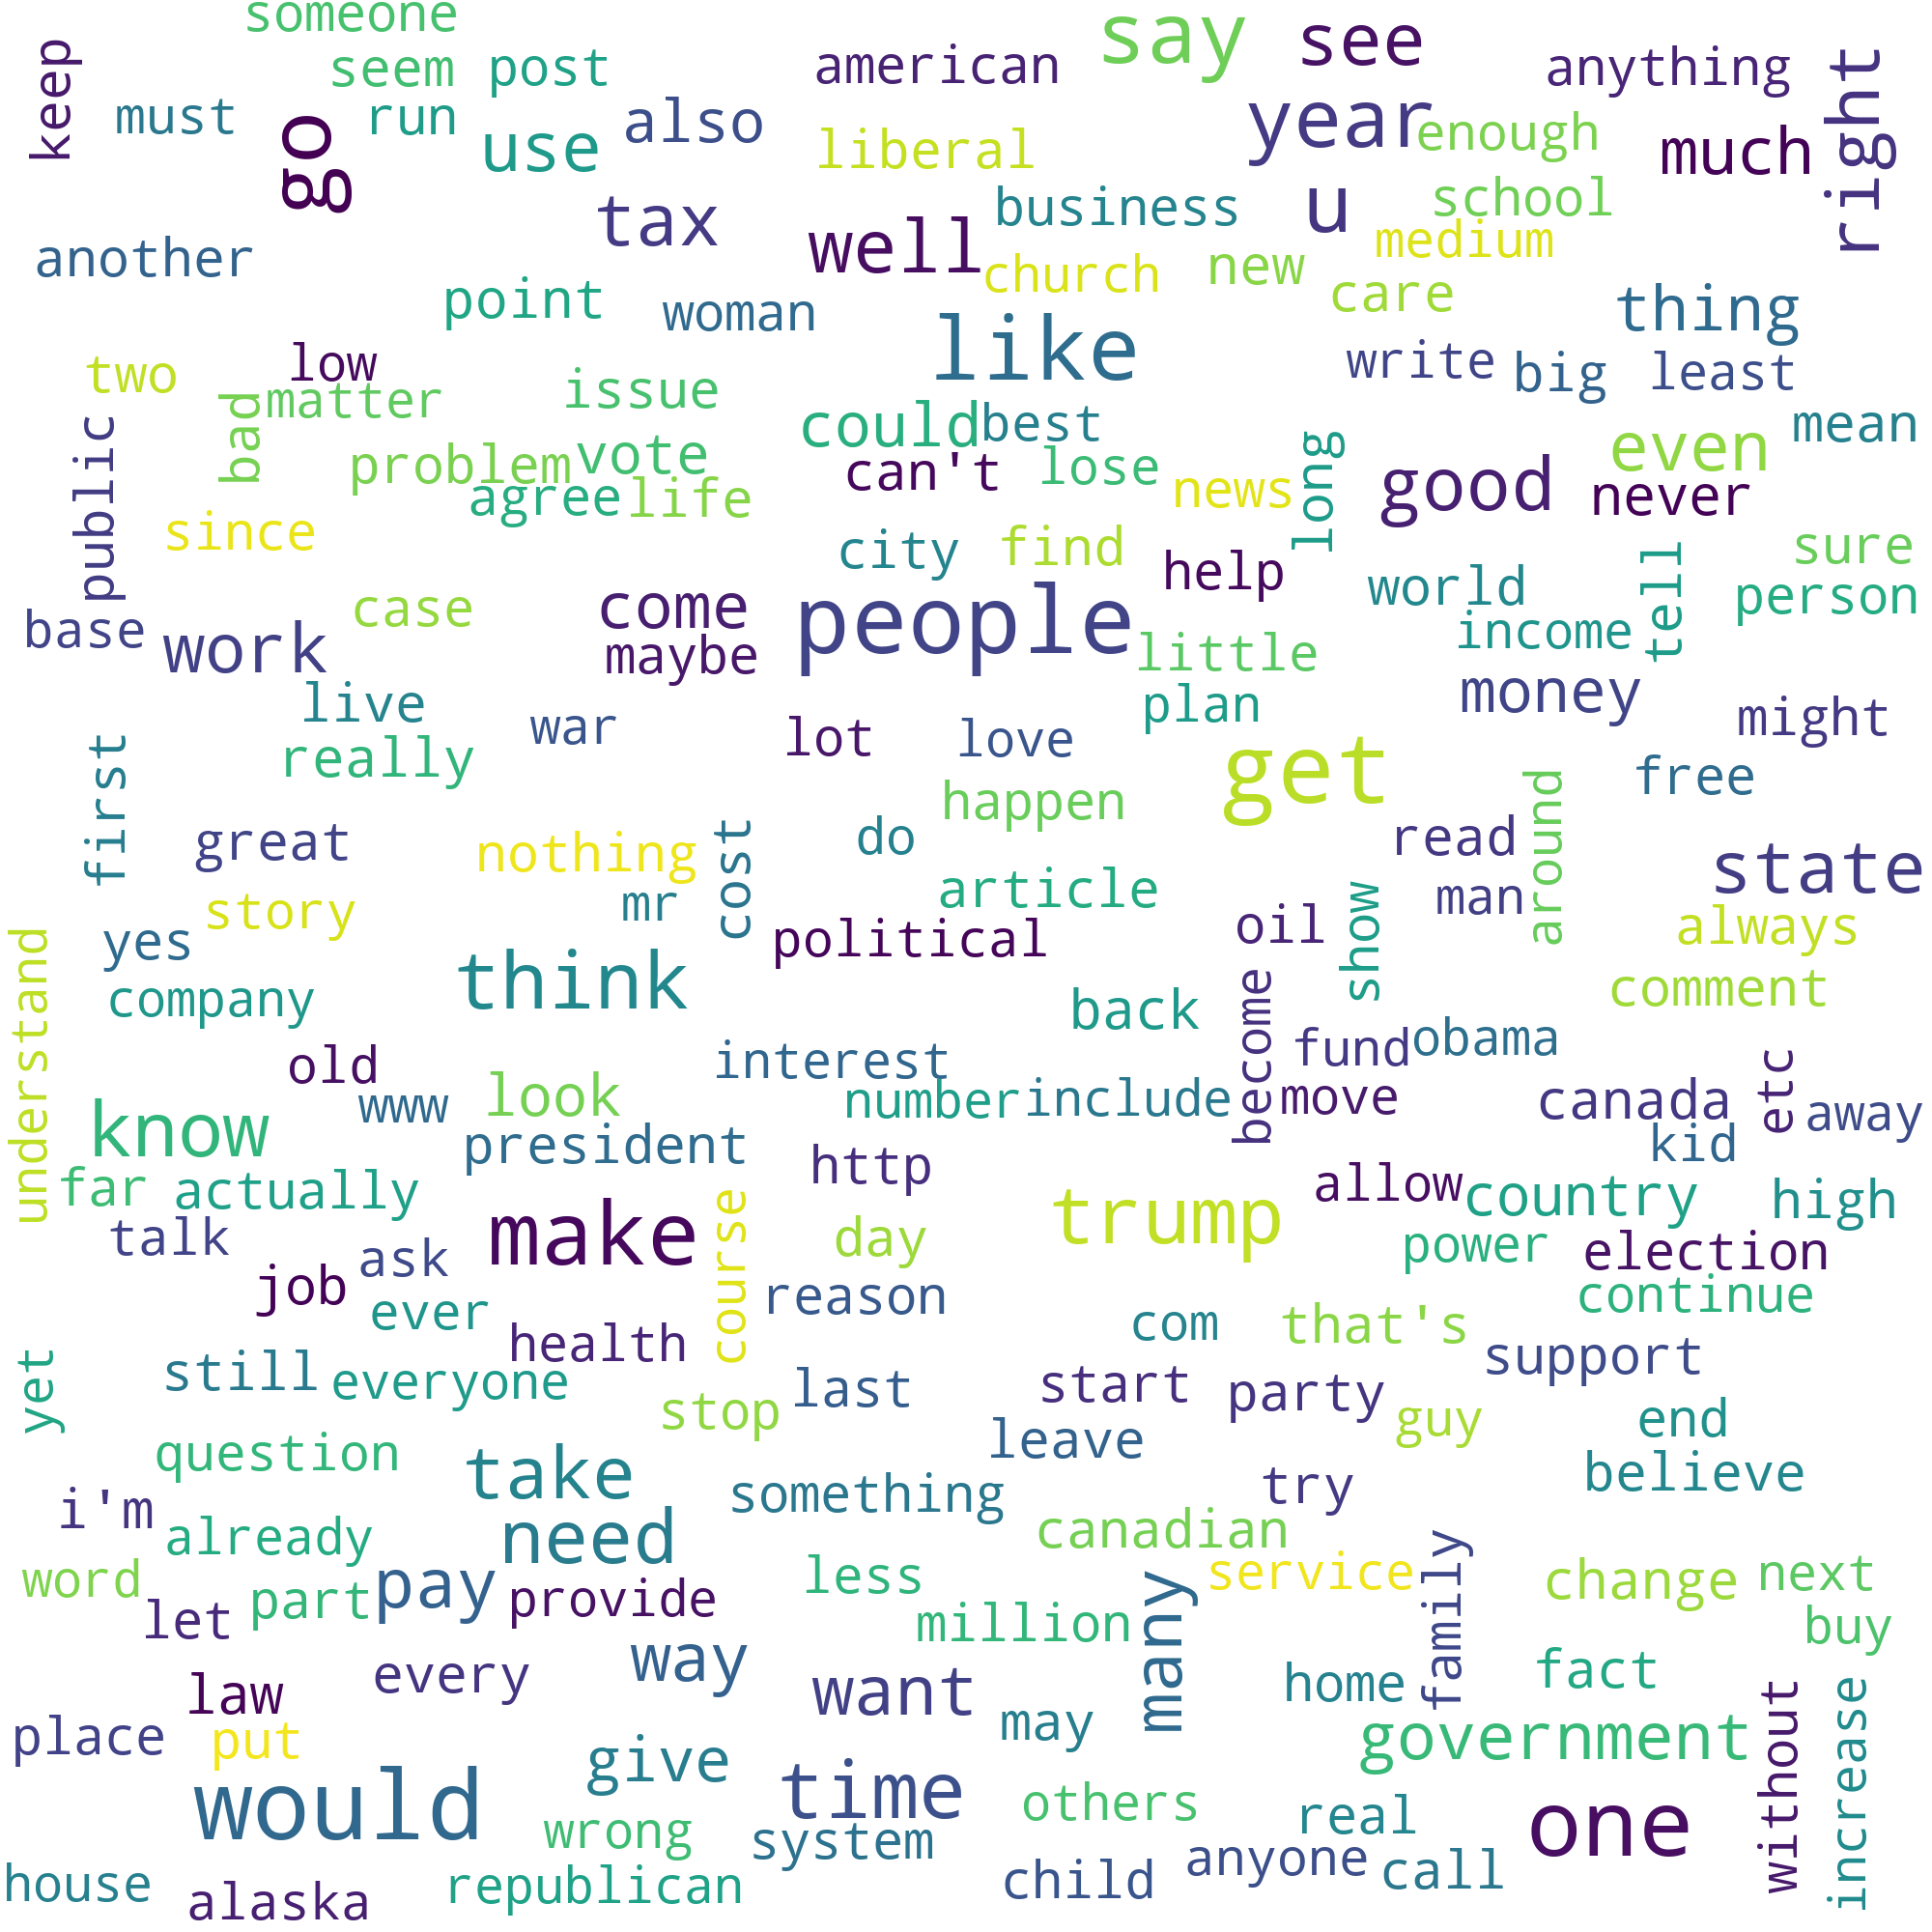 someone
say
see
keep
seem
post
american
anything
right
must
go
run
use
also
liberal
year
enough
much
tax
business
u
school
another
well
church
new
medium
point
woman
care
thing
like
low
two
matter
issue
write
big
least
public
bad
could
best
mean
problem
vote
can't
lose
long
even
agree
life
news
good
never
since
city
find
help
world
tell
sure
base
work
case
come
people
income
person
maybe
little
live
war
lot
love
plan
money
might
first
really
get
free
happen
great
nothing
cost
do
read
around
state
story
mr
article
man
yes
political
oil
show
always
understand
company
think
back
become
comment
old
interest
fund
obama
etc
www
look
number
include
move
canada
away
know
president
http
kid
far
actually
allow
country
high
talk
make
course
day
trump
power
election
job
ask
reason
continue
ever
health
com
that's
yet
still
everyone
last
start
party
support
stop
guy
end
question
take
leave
believe
i'm
something
try
already
need
canadian
word
part
pay
provide
less
service
family
change
next
let
million
many
buy
law
every
way
want
home
fact
place
put
may
government
without
increase
would
give
time
others
real
one
wrong
system
house
alaska
republican
child
anyone
call